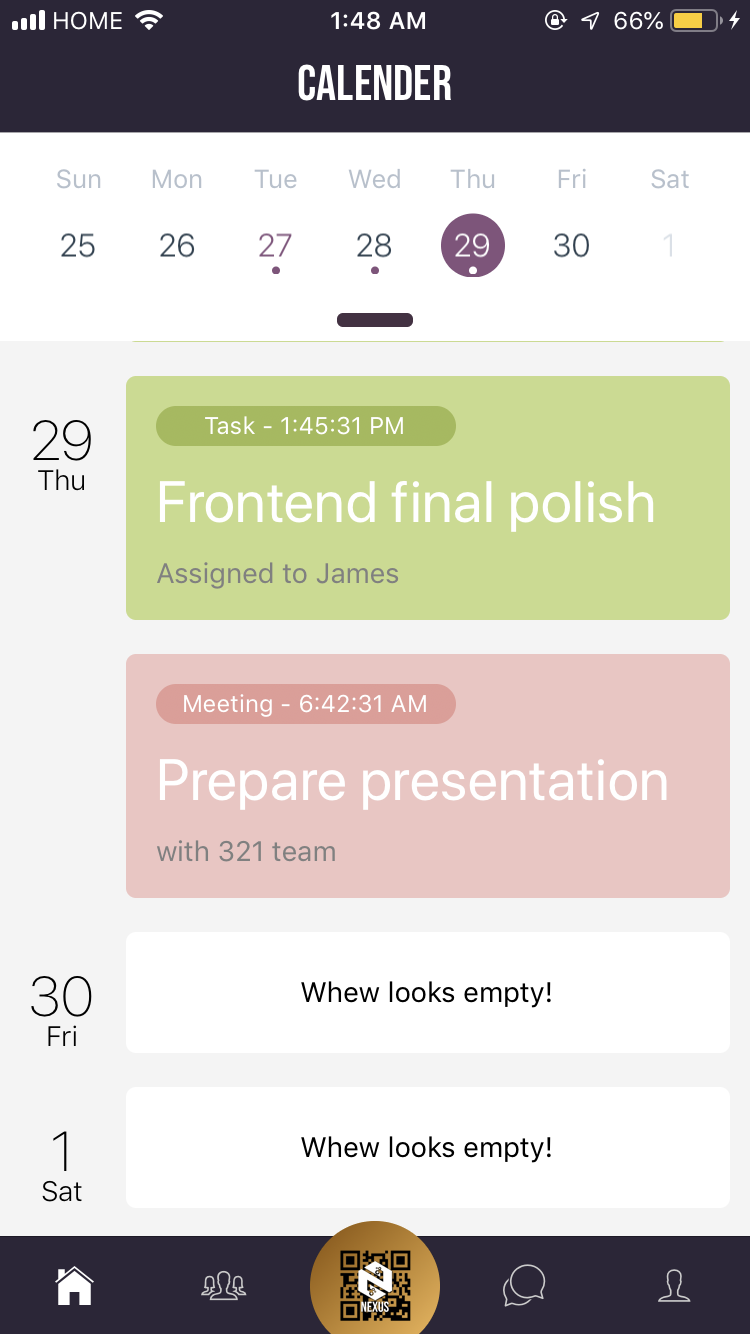 HOME 1:48 AM 66%
CALENDER
Sun Mon Tue Wed Thu Fri Sat
25 26 27 28 29 30 1
29
Thu
Task - 1:45:31 PM
Frontend final polish
Assigned to James
Meeting - 6:42:31 AM
Prepare presentation
with 321 team
30
Fri
Whew looks empty!
1
Sat
Whew looks empty!
NEXUS